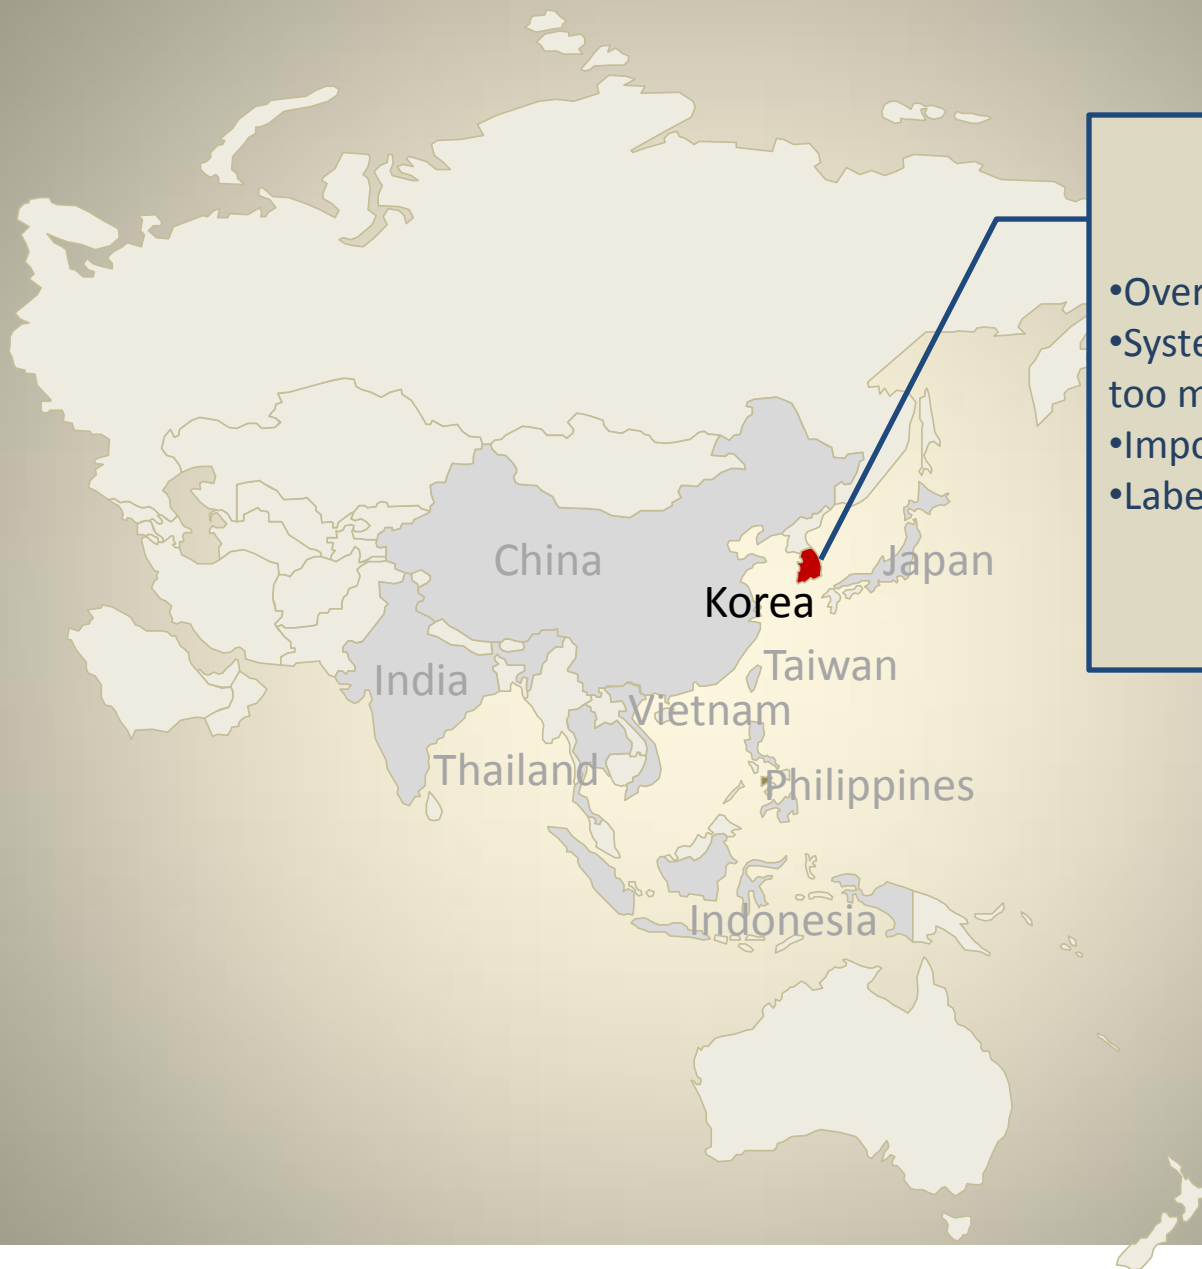 •Over
•Syste
too m
•Impo
•Labe
China
Japan
Korea
Taiwan
India
Vietnam
Thailand
Philippines
Indonesia